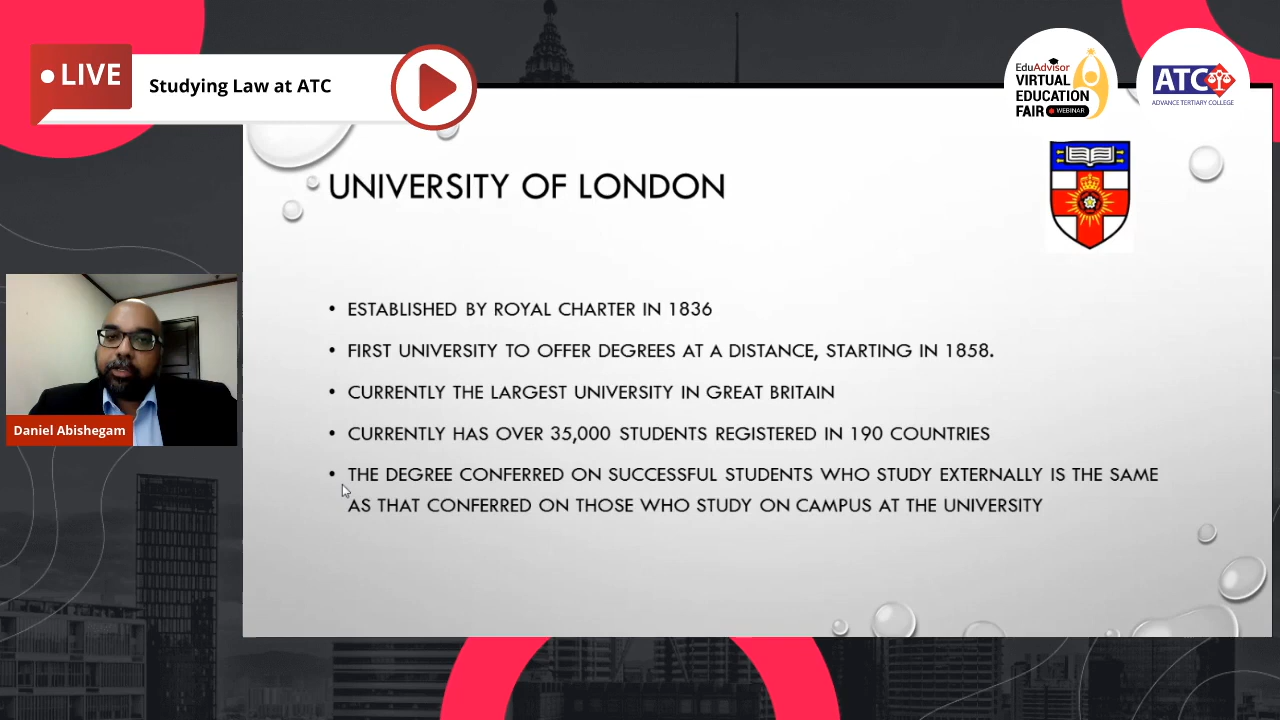 LIVE
Studying Law at ATC
EduAdvisor
VIRTUAL
EDUCATION
FAIR WEBINAR
ATC
ADVANCE TERTIARY COLLEGE
UNIVERSITY OF LONDON
• ESTABLISHED BY ROYAL CHARTER IN 1836
• FIRST UNIVERSITY TO OFFER DEGREES AT A DISTANCE, STARTING IN 1858.
• CURRENTLY THE LARGEST UNIVERSITY IN GREAT BRITAIN
• CURRENTLY HAS OVER 35,000 STUDENTS REGISTERED IN 190 COUNTRIES
• THE DEGREE CONFERRED ON SUCCESSFUL STUDENTS WHO STUDY EXTERNALLY IS THE SAME
AS THAT CONFERRED ON THOSE WHO STUDY ON CAMPUS AT THE UNIVERSITY
Daniel Abishegam